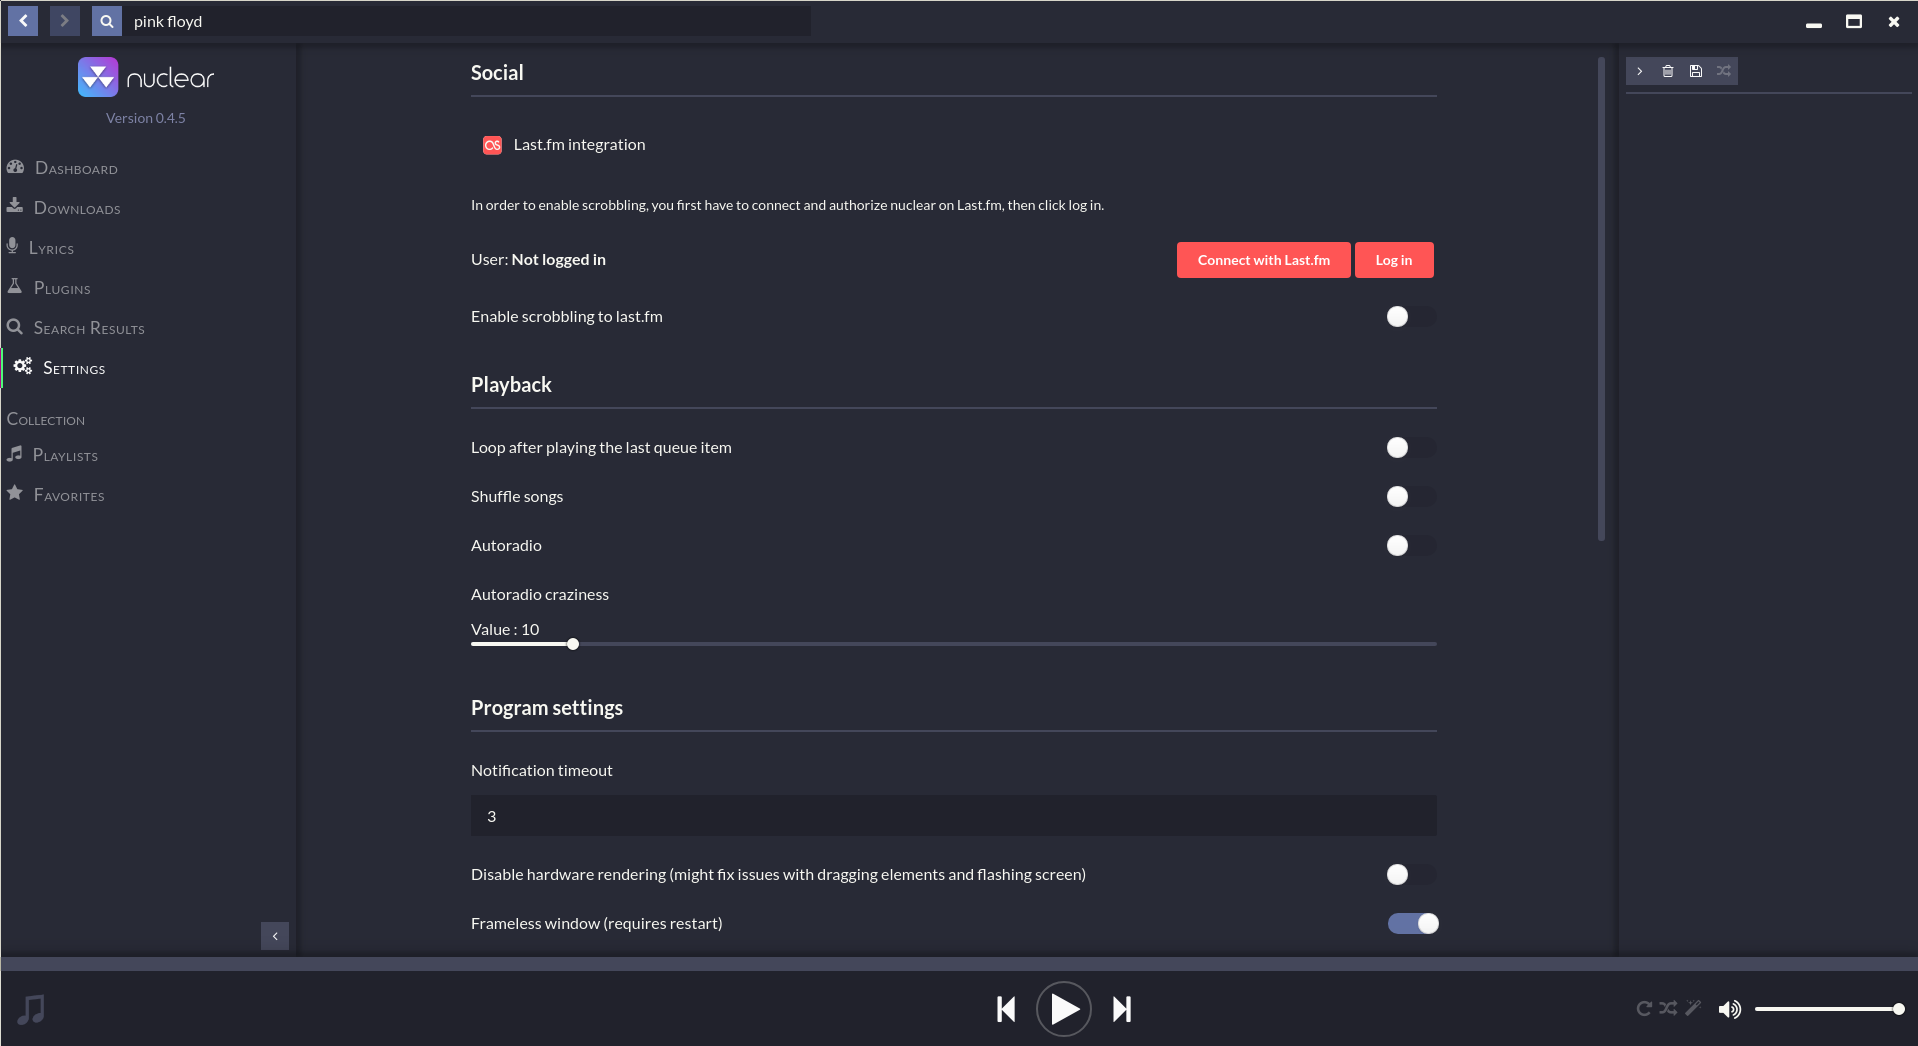 pink floyd
nuclear
Version 0.4.5
Dashboard
Downloads
Lyrics
Plugins
Search Results
Settings
Collection
Playlists
Favorites
Social
Last.fm integration
In order to enable scrobbling, you first have to connect and authorize nuclear on Last.fm, then click log in.
User: Not logged in
Connect with Last.fm
Log in
Enable scrobbling to last.fm
Playback
Loop after playing the last queue item
Shuffle songs
Autoradio
Autoradio craziness
Value : 10
Program settings
Notification timeout
3
Disable hardware rendering (might fix issues with dragging elements and flashing screen)
Frameless window (requires restart)